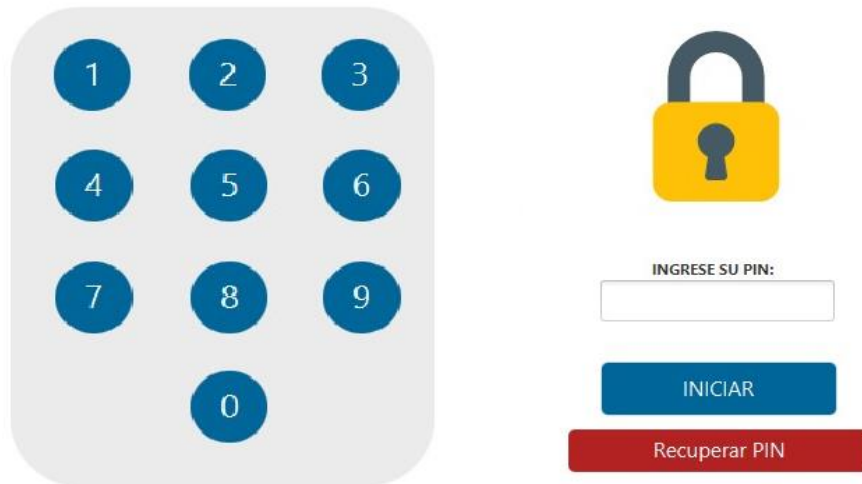 1 2 3
4 5 6
7 8 9
0
INGRESE SU PIN:
INICIAR
Recuperar PIN